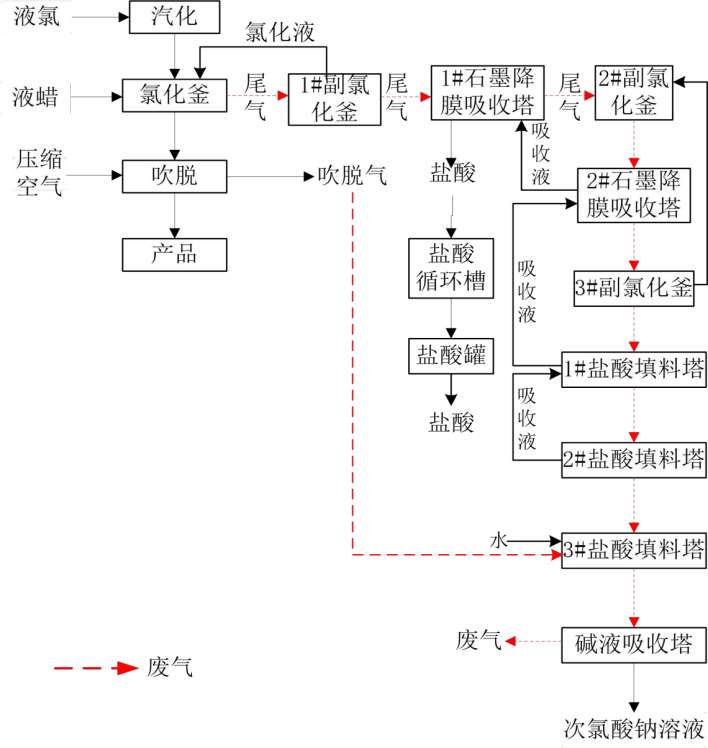 液氯
汽化
氯化液
液蜡
氯化釜
尾
气
1#副氯
化釜
尾
气
1#石墨降
膜吸收塔
尾
气
2#副氯
化釜
压缩
空气
吹脱
吹脱气
盐酸
吸
收
液
2#石墨降
膜吸收塔
产品
盐酸
循环槽
吸
收
液
3#副氯化釜
盐酸罐
1#盐酸填料塔
盐酸
吸
收
液
2#盐酸填料塔
水
3#盐酸填料塔
废气
碱液吸收塔
废气
次氯酸钠溶液